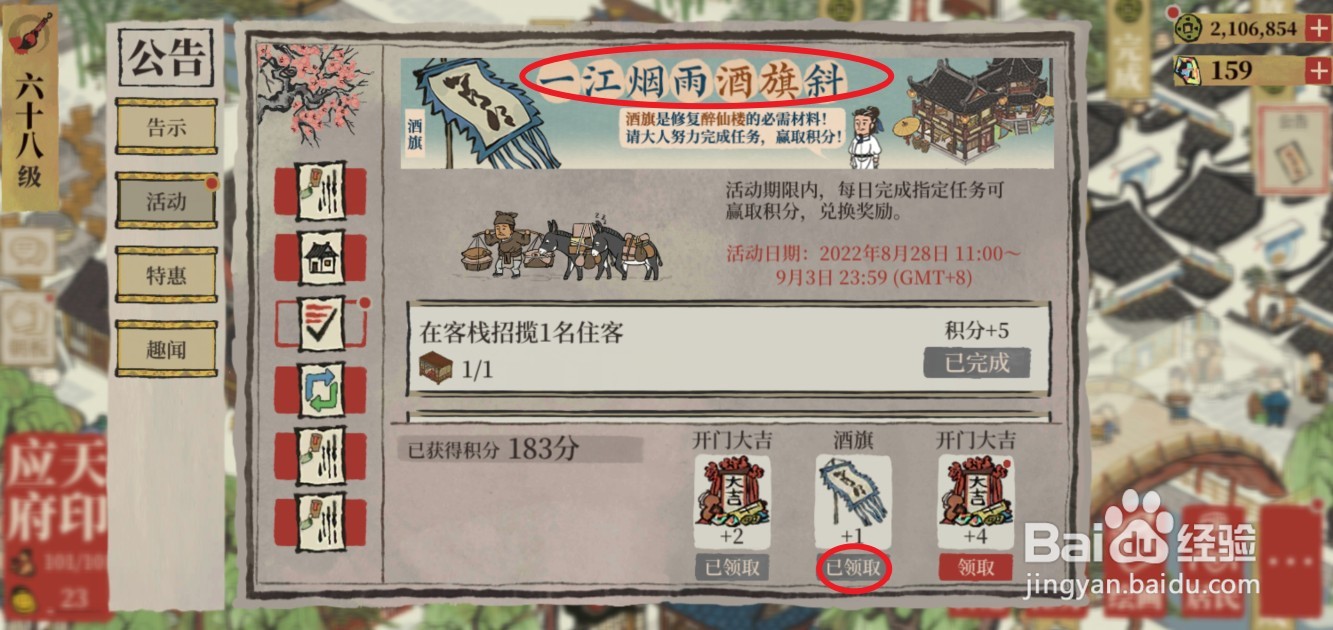 六十八级
公告
告示
活动
特惠
趣闻
一江烟雨酒旗斜
酒旗
酒旗是修复醉仙楼的必需材料！
请大人努力完成任务，赢取积分！
活动期限内，每日完成指定任务可
赢取积分，兑换奖励。
活动日期：2022年8月28日 11:00～
9月3日 23:59 (GMT+8)
在客栈招揽1名住客
1/1
积分+5
已完成
已获得积分 183分
开门大吉
大吉
+2
已领取
酒旗
+1
已领取
开门大吉
大吉
+4
领取
2,106,854
159
公告
应天
府印
23
Baidu 经验
jingyan.baidu.com